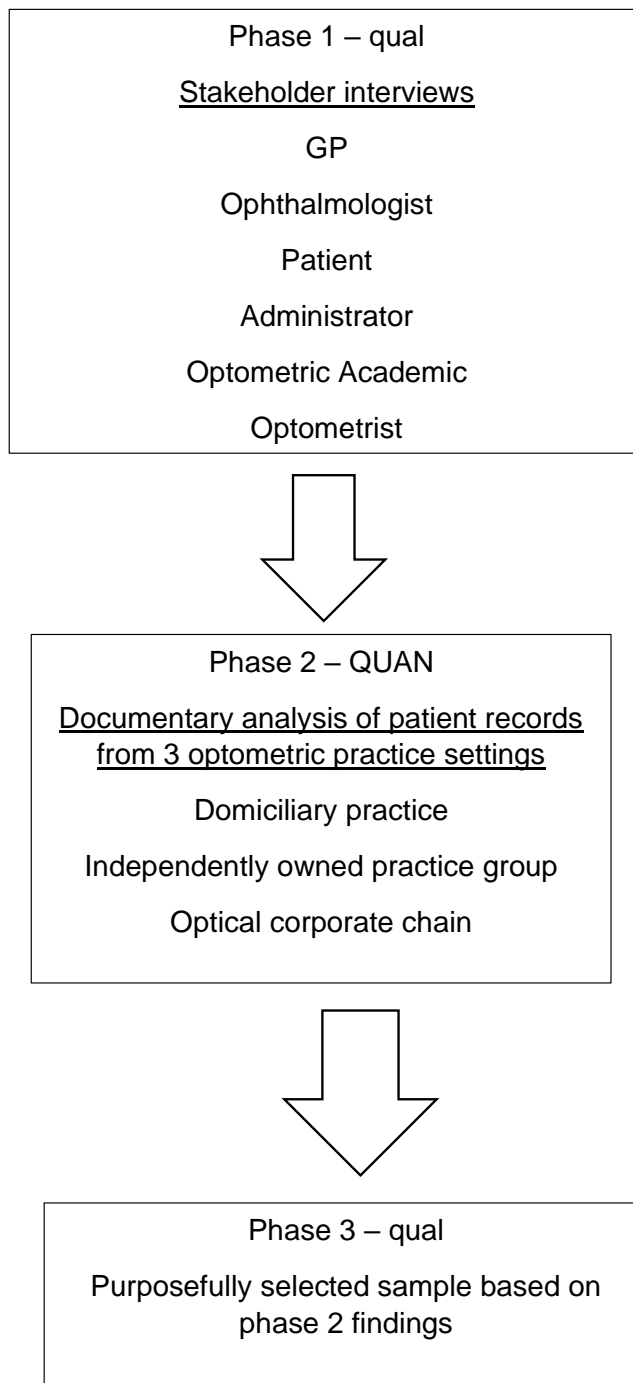 Phase 1 – qual
Stakeholder interviews
GP
Ophthalmologist
Patient
Administrator
Optometric Academic
Optometrist
Phase 2 – QUAN
Documentary analysis of patient records
from 3 optometric practice settings
Domiciliary practice
Independently owned practice group
Optical corporate chain
Phase 3 – qual
Purposefully selected sample based on
phase 2 findings